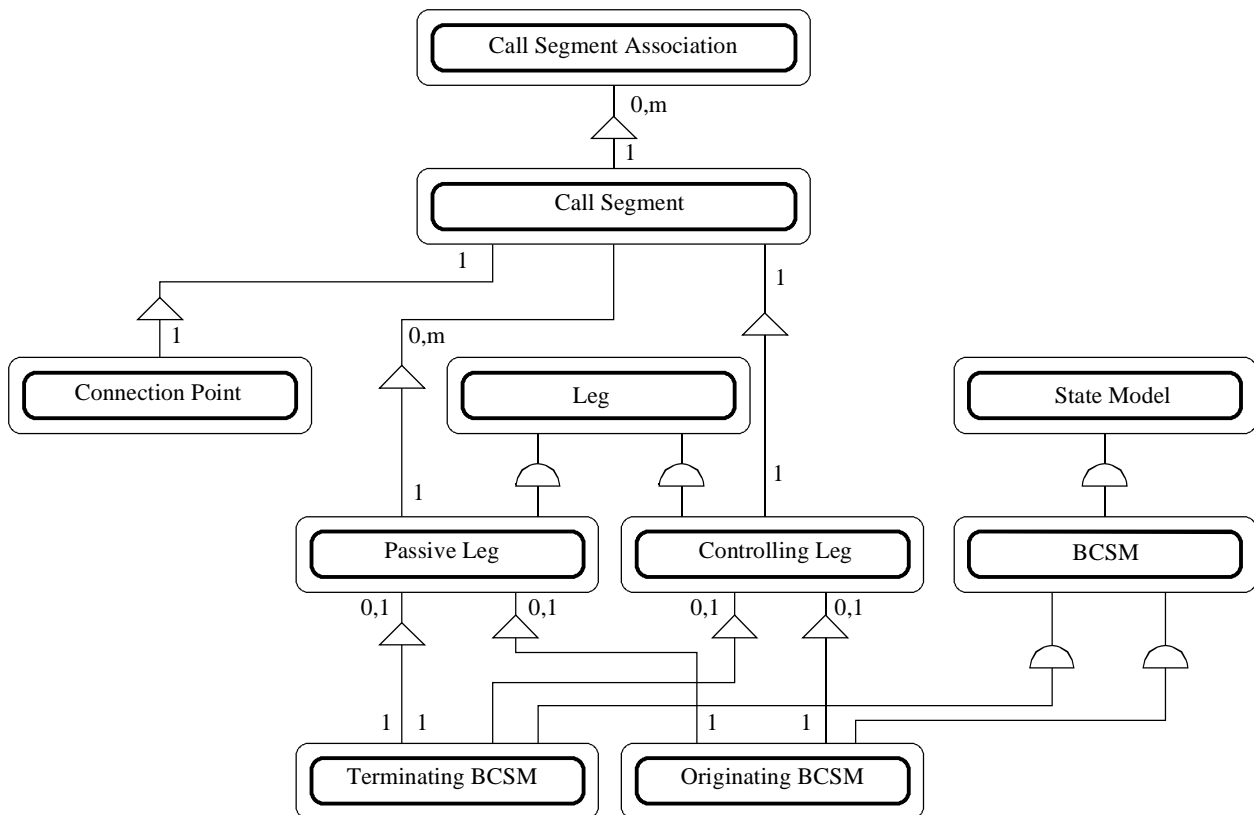 Call Segment Association
0,m
1
Call Segment
1
1
0,m
1
Connection Point
Leg
State Model
1
1
Passive Leg
Controlling Leg
BCSM
0,1
0,1
0,1
0,1
1
1
1
1
Terminating BCSM
Originating BCSM